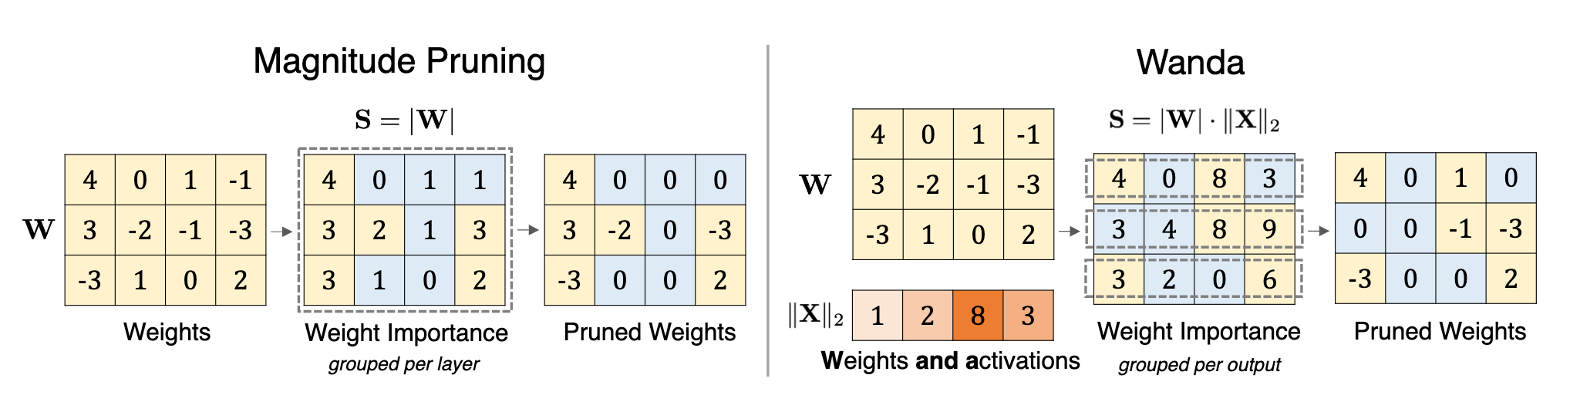 Magnitude Pruning
S = |W|
W
4 0 1 -1
3 -2 -1 -3
-3 1 0 2
Weights
4 0 1 1
3 2 1 3
3 1 0 2
Weight Importance
grouped per layer
4 0 0 0
3 -2 0 -3
-3 0 0 2
Pruned Weights
Wanda
W
4 0 1 -1
3 -2 -1 -3
-3 1 0 2
‖X‖₂
1 2 8 3
Weights and activations
S = |W| · ‖X‖₂
4 0 8 3
3 4 8 9
3 2 0 6
Weight Importance
grouped per output
4 0 1 0
0 0 -1 -3
-3 0 0 2
Pruned Weights